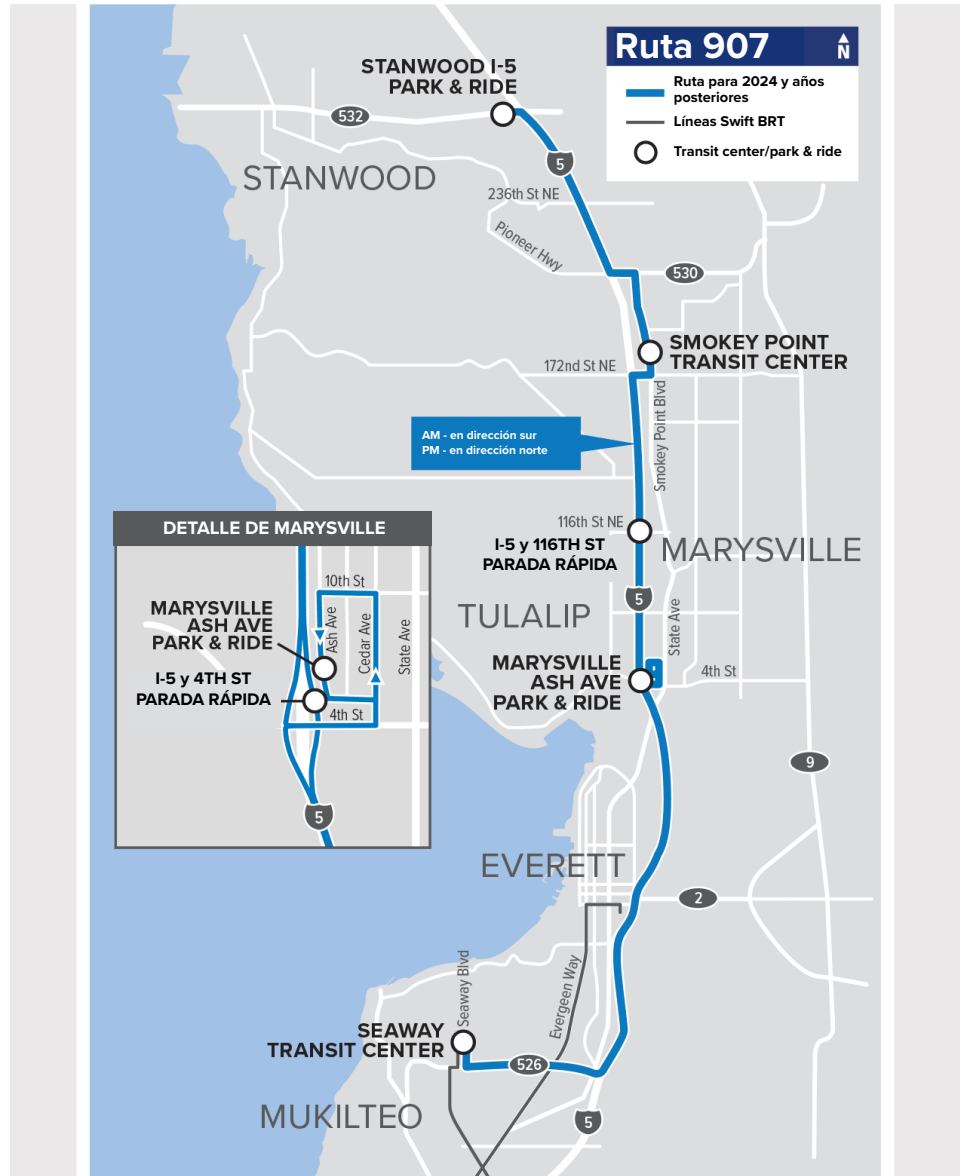 Ruta 907
N
Ruta para 2024 y años
posteriores
Líneas Swift BRT
Transit center/park & ride
STANWOOD I-5
PARK & RIDE
532
5
STANWOOD
236th St NE
Pioneer Hwy
530
SMOKEY POINT
TRANSIT CENTER
172nd St NE
Smokey Point Blvd
AM - en dirección sur
PM - en dirección norte
116th St NE
I-5 y 116TH ST
PARADA RÁPIDA
MARYSVILLE
5
TULALIP
State Ave
MARYSVILLE
ASH AVE
PARK & RIDE
4th St
DETALLE DE MARYSVILLE
10th St
MARYSVILLE
ASH AVE
PARK & RIDE
Ash Ave
Cedar Ave
State Ave
I-5 y 4TH ST
PARADA RÁPIDA
4th St
5
9
EVERETT
2
Seaway Blvd
Evergeen Way
SEAWAY
TRANSIT CENTER
526
MUKILTEO
5